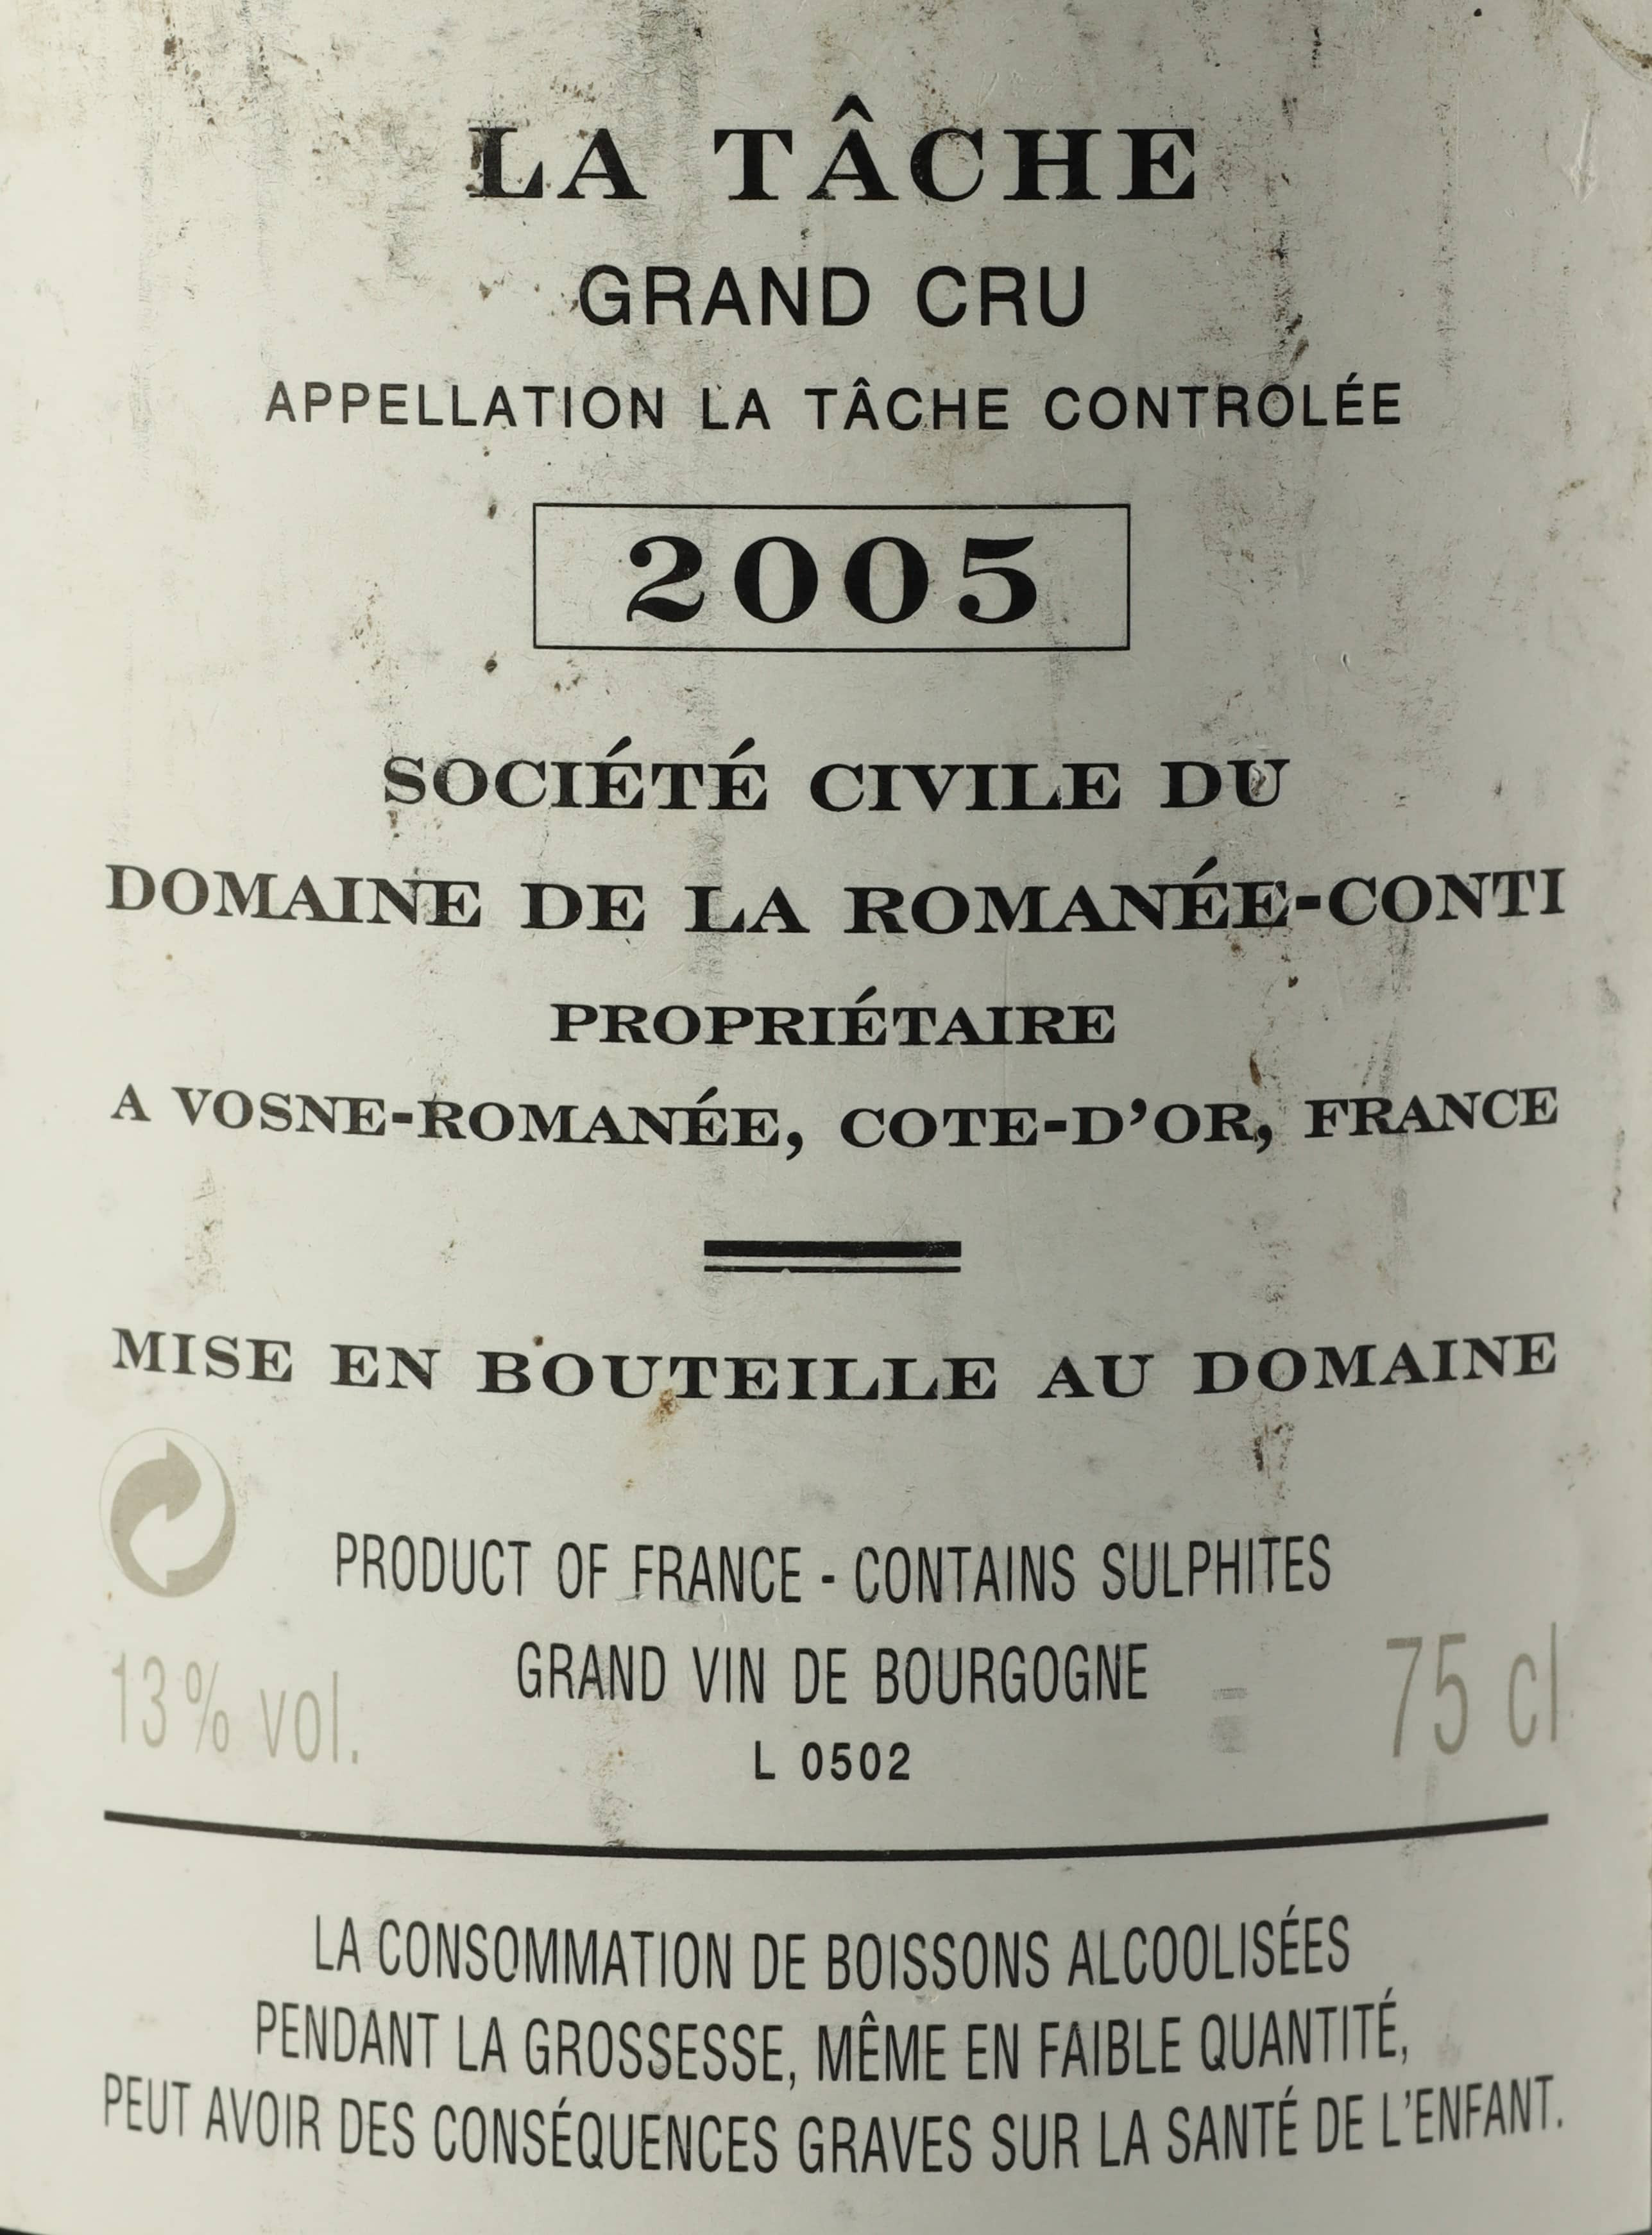 LA TÂCHE
GRAND CRU
APPELLATION LA TÂCHE CONTROLÉE
2005
SOCIÉTÉ CIVILE DU
DOMAINE DE LA ROMANÉE-CONTI
PROPRIÉTAIRE
A VOSNE-ROMANÉE, COTE-D'OR, FRANCE
MISE EN BOUTEILLE AU DOMAINE
PRODUCT OF FRANCE - CONTAINS SULPHITES
13% vol.
GRAND VIN DE BOURGOGNE
75 cl
L 0502
LA CONSOMMATION DE BOISSONS ALCOOLISÉES
PENDANT LA GROSSESSE, MÊME EN FAIBLE QUANTITÉ,
PEUT AVOIR DES CONSÉQUENCES GRAVES SUR LA SANTÉ DE L'ENFANT.